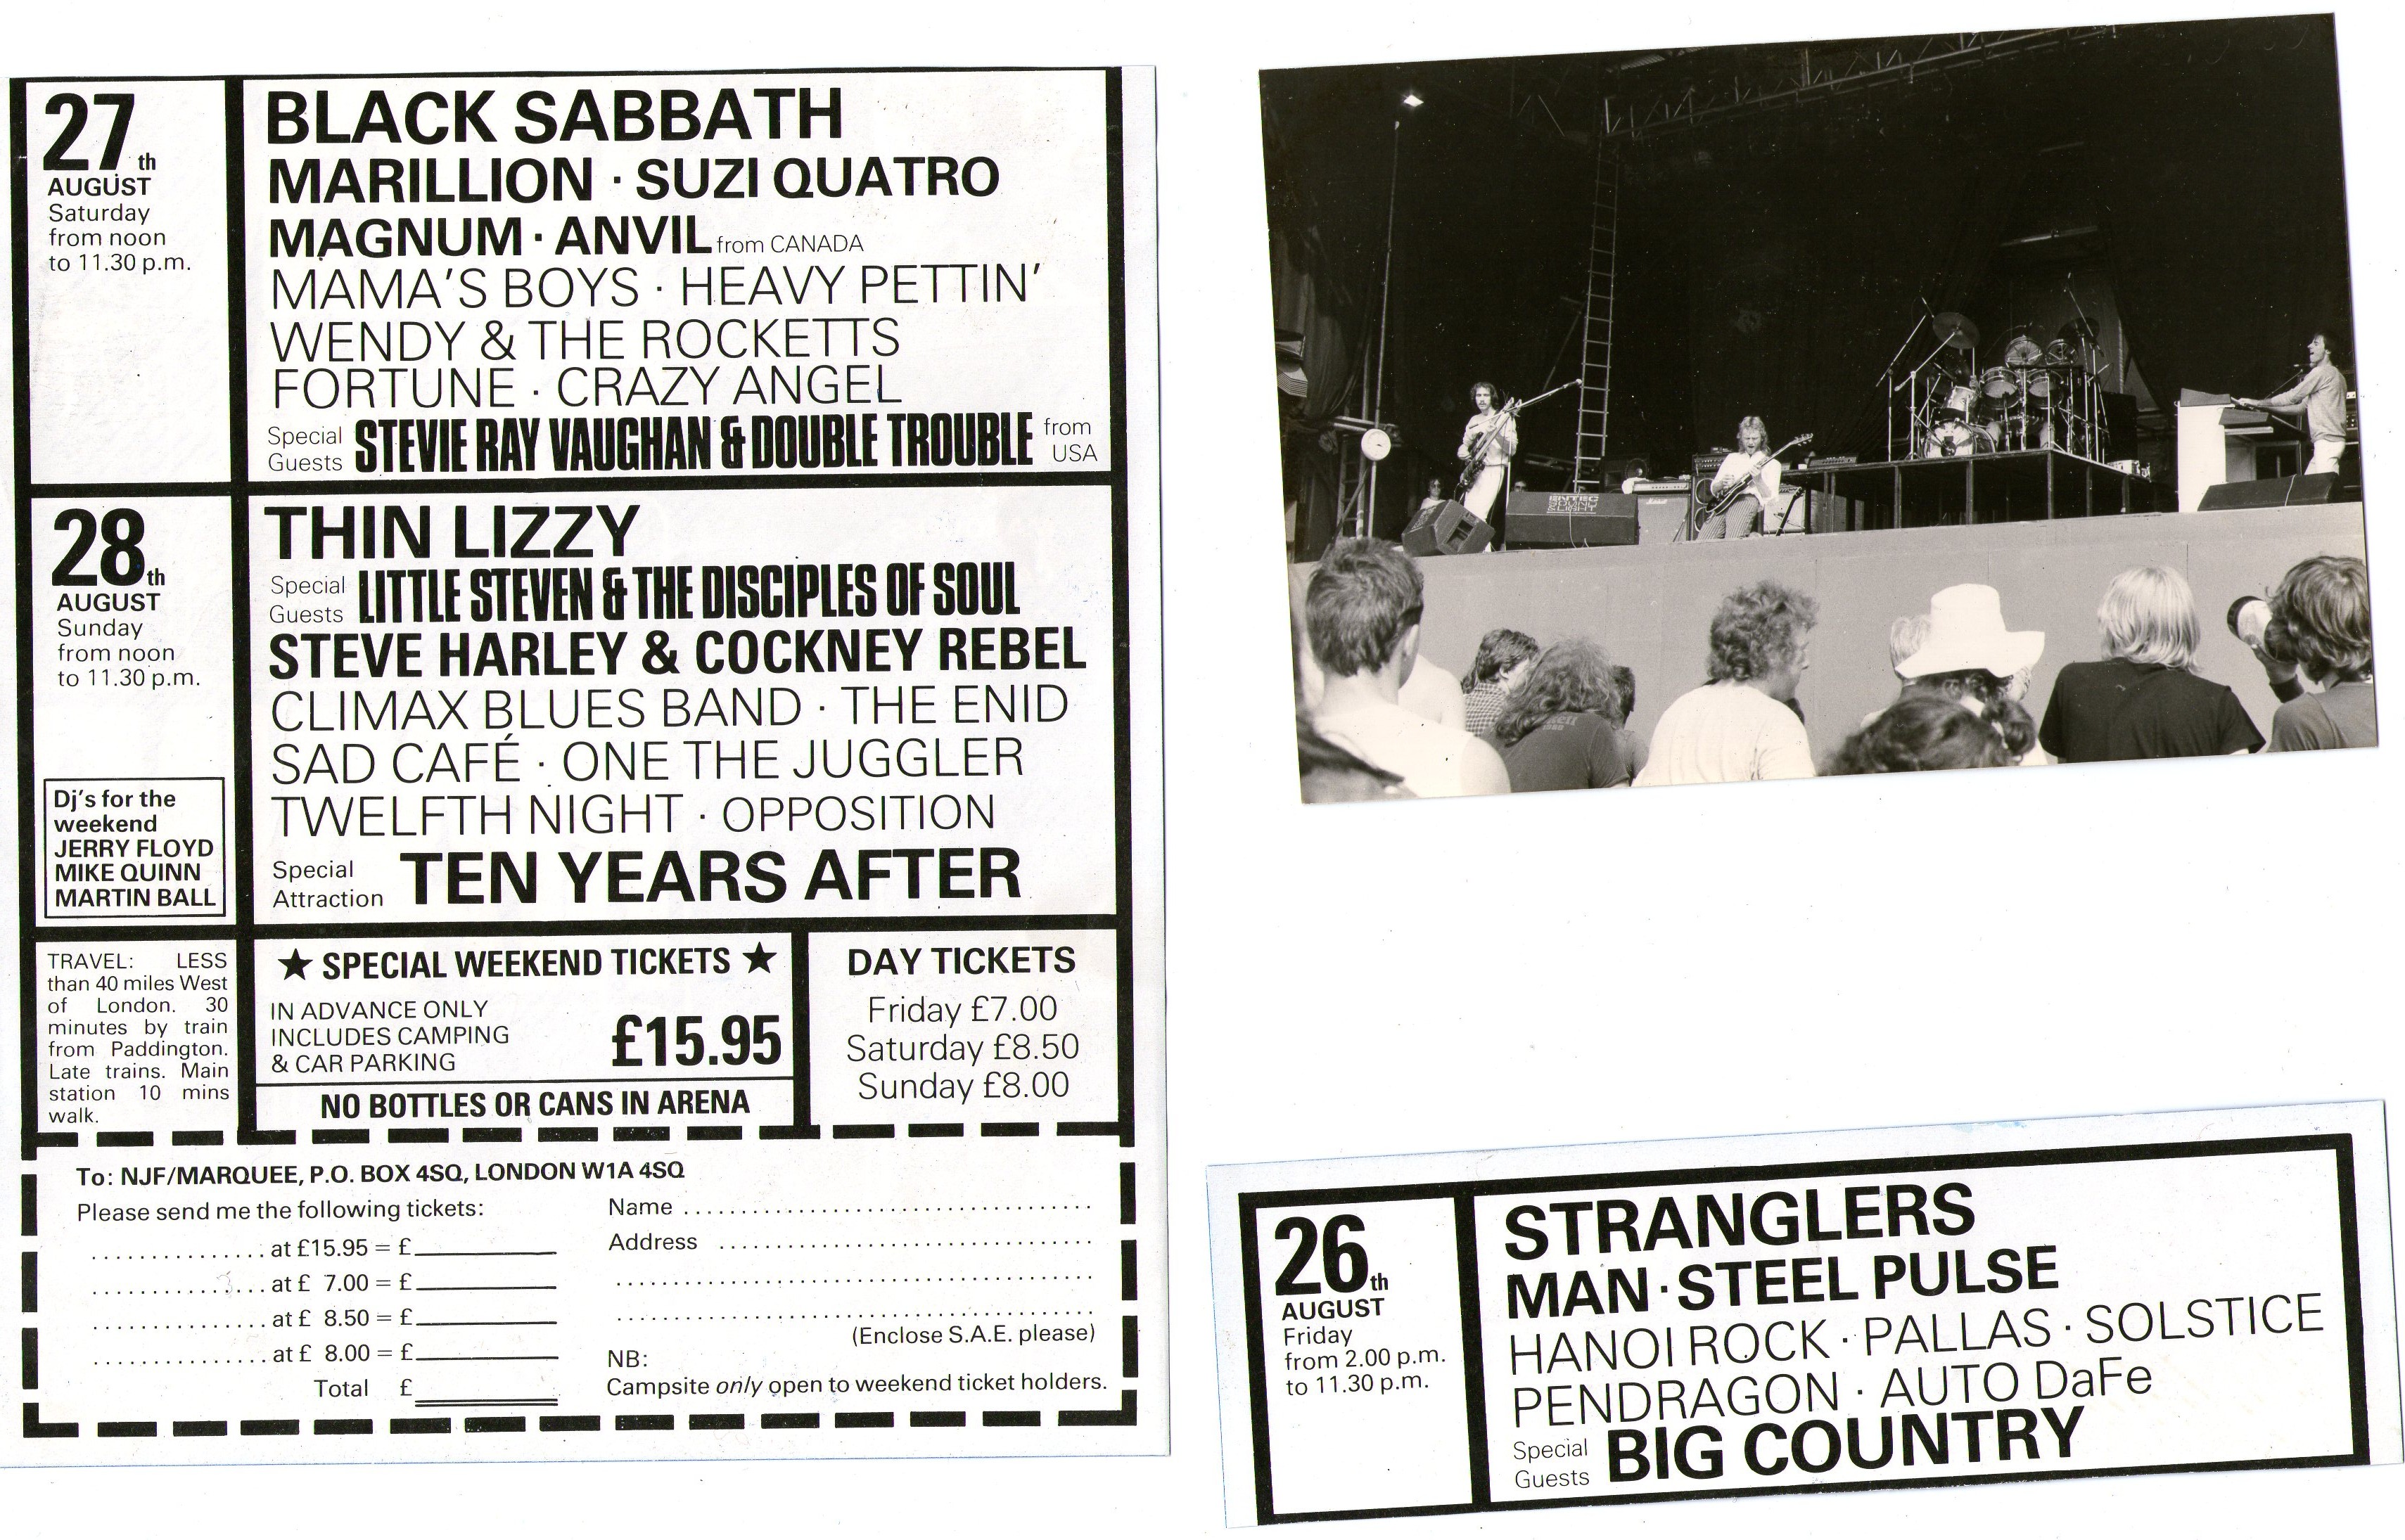 27th
AUGUST
Saturday
from noon
to 11.30 p.m.
BLACK SABBATH
MARILLION · SUZI QUATRO
MAGNUM · ANVIL from CANADA
MAMA'S BOYS · HEAVY PETTIN'
WENDY & THE ROCKETTS
FORTUNE · CRAZY ANGEL
Special Guests STEVIE RAY VAUGHAN & DOUBLE TROUBLE from USA
28th
AUGUST
Sunday
from noon
to 11.30 p.m.
THIN LIZZY
Special Guests LITTLE STEVEN & THE DISCIPLES OF SOUL
STEVE HARLEY & COCKNEY REBEL
CLIMAX BLUES BAND · THE ENID
SAD CAFÉ · ONE THE JUGGLER
TWELFTH NIGHT · OPPOSITION
Special Attraction TEN YEARS AFTER
Dj's for the
weekend
JERRY FLOYD
MIKE QUINN
MARTIN BALL
TRAVEL: LESS
than 40 miles West
of London. 30
minutes by train
from Paddington.
Late trains. Main
station 10 mins
walk.
★ SPECIAL WEEKEND TICKETS ★
IN ADVANCE ONLY
INCLUDES CAMPING
& CAR PARKING
£15.95
NO BOTTLES OR CANS IN ARENA
DAY TICKETS
Friday £7.00
Saturday £8.50
Sunday £8.00
To: NJF/MARQUEE, P.O. BOX 4SQ, LONDON W1A 4SQ
Please send me the following tickets:
............... at £15.95 = £
............... at £ 7.00 = £
............... at £ 8.50 = £
............... at £ 8.00 = £
Total £
Name ...................................
Address ................................
(Enclose S.A.E. please)
NB:
Campsite only open to weekend ticket holders.
ENTEC
SOUND
& LIGHT
26th
AUGUST
Friday
from 2.00 p.m.
to 11.30 p.m.
STRANGLERS
MAN · STEEL PULSE
HANOI ROCK · PALLAS · SOLSTICE
PENDRAGON · AUTO DaFe
Special Guests BIG COUNTRY